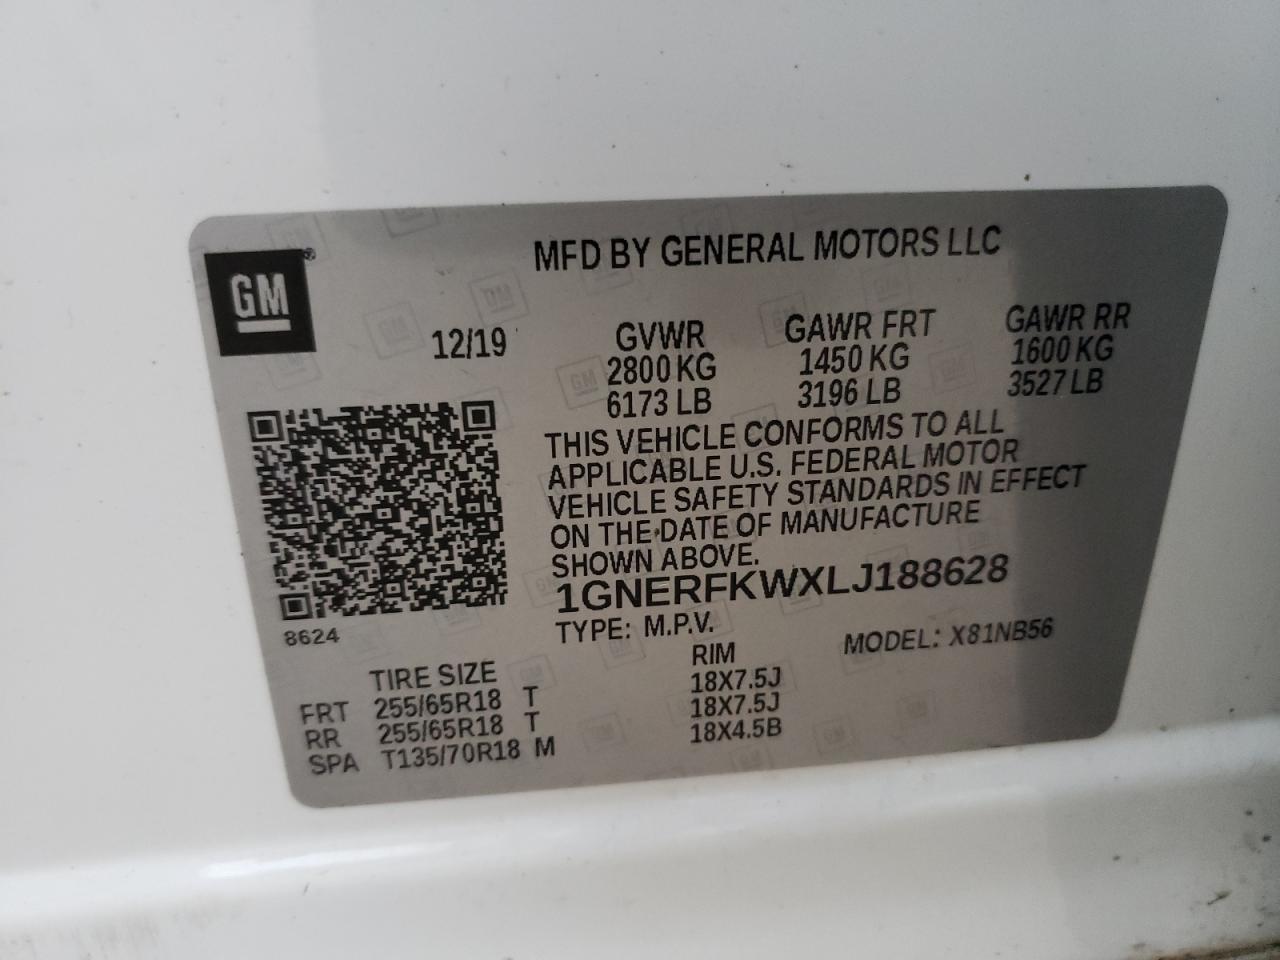 MFD BY GENERAL MOTORS LLC
GM®
12/19
GVWR GAWR FRT GAWR RR
2800 KG 1450 KG 1600 KG
6173 LB 3196 LB 3527 LB
THIS VEHICLE CONFORMS TO ALL
APPLICABLE U.S. FEDERAL MOTOR
VEHICLE SAFETY STANDARDS IN EFFECT
ON THE DATE OF MANUFACTURE
SHOWN ABOVE.
1GNERFKWXLJ188628
8624
TYPE: M.P.V. MODEL: X81NB56
TIRE SIZE RIM
FRT 255/65R18 T 18X7.5J
RR 255/65R18 T 18X7.5J
SPA T135/70R18 M 18X4.5B